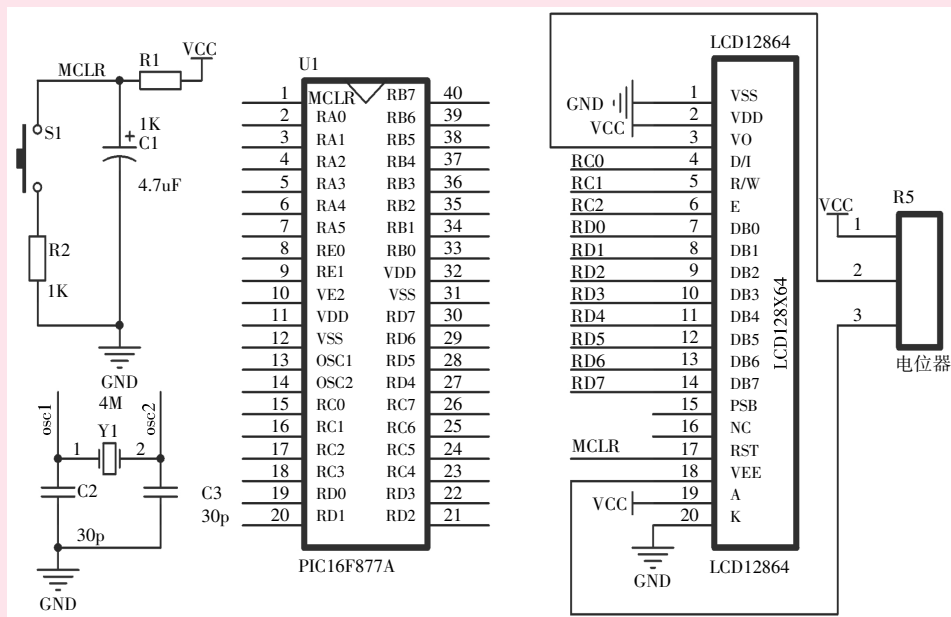 MCLR
R1
VCC
S1
1K
+
C1
4.7uF
R2
1K
GND
osc1
4M
osc2
1
Y1
2
C2
C3
30p
30p
GND
U1
1 MCLR RB7 40
2 RA0 RB6 39
3 RA1 RB5 38
4 RA2 RB4 37
5 RA3 RB3 36
6 RA4 RB2 35
7 RA5 RB1 34
8 RE0 RB0 33
9 RE1 VDD 32
10 VE2 VSS 31
11 VDD RD7 30
12 VSS RD6 29
13 OSC1 RD5 28
14 OSC2 RD4 27
15 RC0 RC7 26
16 RC1 RC6 25
17 RC2 RC5 24
18 RC3 RC4 23
19 RD0 RD3 22
20 RD1 RD2 21
PIC16F877A
LCD12864
GND 1 VSS
VCC 2 VDD
3 VO
RC0 4 D/I
RC1 5 R/W
RC2 6 E
RD0 7 DB0
RD1 8 DB1
RD2 9 DB2
RD3 10 DB3
RD4 11 DB4
RD5 12 DB5
RD6 13 DB6
RD7 14 DB7
15 PSB
16 NC
MCLR 17 RST
18 VEE
VCC 19 A
20 K
GND
LCD128X64
LCD12864
R5
VCC
1
2
3
电位器